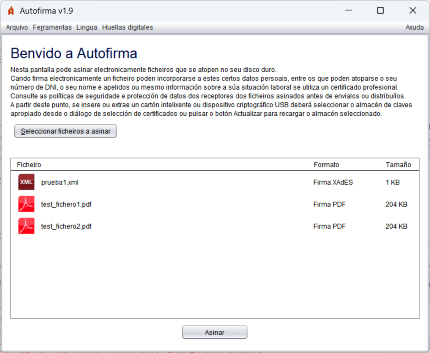 Autofirma v1.9
Arquivo Ferramentas Lingua Huellas digitales Axuda
Benvido a Autofirma
Nesta pantalla pode asinar electronicamente ficheiros que se atopen no seu disco duro.
Cando firma electronicamente un ficheiro poden incorporarse a estes certos datos persoais, entre os que poden atoparse o seu
número de DNI, o seu nome e apelidos ou mesmo información sobre a súa situación laboral se utiliza un certificado profesional.
Consulte as políticas de seguridade e protección de datos dos receptores dos ficheiros asinados antes de envialos ou distribuílos.
A partir deste punto, se insere ou extrae un cartón intelixente ou dispositivo criptográfico USB deberá seleccionar o almacén de claves
apropiado desde o diálogo de selección de certificados ou pulsar o botón Actualizar para recargar o almacén seleccionado.
Seleccionar ficheiros a asinar
Ficheiro Formato Tamaño
XML prueba1.xml Firma XAdES 1 KB
test_fichero1.pdf Firma PDF 204 KB
test_fichero2.pdf Firma PDF 204 KB
Asinar